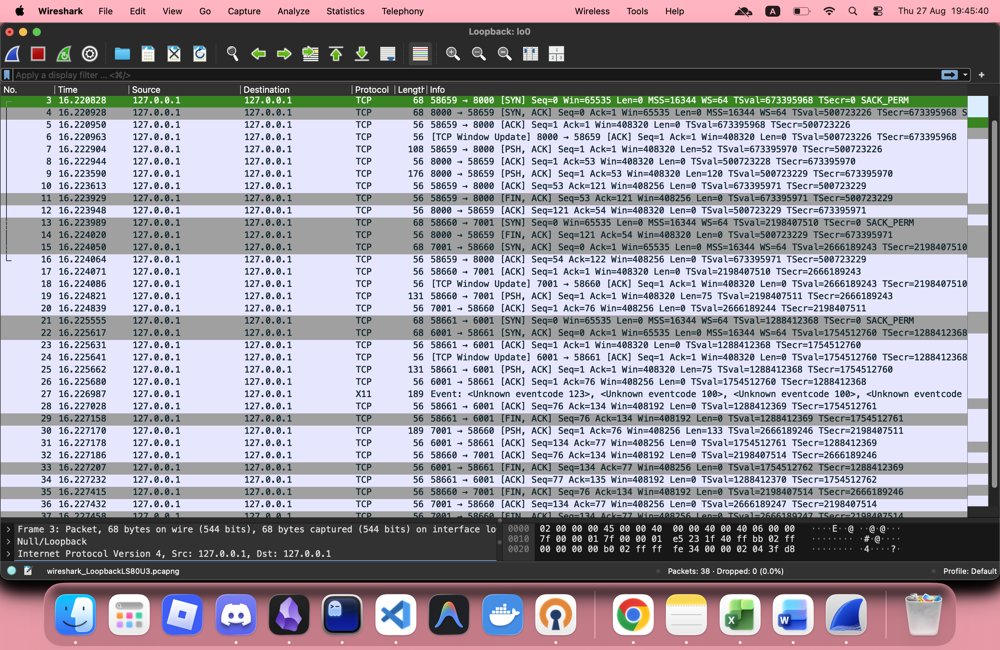 Wireshark File Edit View Go Capture Analyze Statistics Telephony Wireless Tools Help A Thu 27 Aug 19:45:40
Loopback: lo0
Apply a display filter ... <⌘/>
No. Time Source Destination Protocol Length Info
3 16.220828 127.0.0.1 127.0.0.1 TCP 68 58659 → 8000 [SYN] Seq=0 Win=65535 Len=0 MSS=16344 WS=64 TSval=673395968 TSecr=0 SACK_PERM
4 16.220928 127.0.0.1 127.0.0.1 TCP 68 8000 → 58659 [SYN, ACK] Seq=0 Ack=1 Win=65535 Len=0 MSS=16344 WS=64 TSval=500723226 TSecr=673395968 S
5 16.220950 127.0.0.1 127.0.0.1 TCP 56 58659 → 8000 [ACK] Seq=1 Ack=1 Win=408320 Len=0 TSval=673395968 TSecr=500723226
6 16.220963 127.0.0.1 127.0.0.1 TCP 56 [TCP Window Update] 8000 → 58659 [ACK] Seq=1 Ack=1 Win=408320 Len=0 TSval=500723226 TSecr=673395968
7 16.222904 127.0.0.1 127.0.0.1 TCP 108 58659 → 8000 [PSH, ACK] Seq=1 Ack=1 Win=408320 Len=52 TSval=673395970 TSecr=500723226
8 16.222944 127.0.0.1 127.0.0.1 TCP 56 8000 → 58659 [ACK] Seq=1 Ack=53 Win=408320 Len=0 TSval=500723228 TSecr=673395970
9 16.223590 127.0.0.1 127.0.0.1 TCP 176 8000 → 58659 [PSH, ACK] Seq=1 Ack=53 Win=408320 Len=120 TSval=500723229 TSecr=673395970
10 16.223613 127.0.0.1 127.0.0.1 TCP 56 58659 → 8000 [ACK] Seq=53 Ack=121 Win=408256 Len=0 TSval=673395971 TSecr=500723229
11 16.223929 127.0.0.1 127.0.0.1 TCP 56 58659 → 8000 [FIN, ACK] Seq=53 Ack=121 Win=408256 Len=0 TSval=673395971 TSecr=500723229
12 16.223948 127.0.0.1 127.0.0.1 TCP 56 8000 → 58659 [ACK] Seq=121 Ack=54 Win=408320 Len=0 TSval=500723229 TSecr=673395971
13 16.223989 127.0.0.1 127.0.0.1 TCP 68 58660 → 7001 [SYN] Seq=0 Win=65535 Len=0 MSS=16344 WS=64 TSval=2198407510 TSecr=0 SACK_PERM
14 16.224020 127.0.0.1 127.0.0.1 TCP 56 8000 → 58659 [FIN, ACK] Seq=121 Ack=54 Win=408320 Len=0 TSval=500723229 TSecr=673395971
15 16.224050 127.0.0.1 127.0.0.1 TCP 68 7001 → 58660 [SYN, ACK] Seq=0 Ack=1 Win=65535 Len=0 MSS=16344 WS=64 TSval=2666189243 TSecr=2198407510
16 16.224064 127.0.0.1 127.0.0.1 TCP 56 58659 → 8000 [ACK] Seq=54 Ack=122 Win=408256 Len=0 TSval=673395971 TSecr=500723229
17 16.224071 127.0.0.1 127.0.0.1 TCP 56 58660 → 7001 [ACK] Seq=1 Ack=1 Win=408320 Len=0 TSval=2198407510 TSecr=2666189243
18 16.224086 127.0.0.1 127.0.0.1 TCP 56 [TCP Window Update] 7001 → 58660 [ACK] Seq=1 Ack=1 Win=408320 Len=0 TSval=2666189243 TSecr=2198407510
19 16.224821 127.0.0.1 127.0.0.1 TCP 131 58660 → 7001 [PSH, ACK] Seq=1 Ack=1 Win=408320 Len=75 TSval=2198407511 TSecr=2666189243
20 16.224839 127.0.0.1 127.0.0.1 TCP 56 7001 → 58660 [ACK] Seq=1 Ack=76 Win=408256 Len=0 TSval=2666189244 TSecr=2198407511
21 16.225555 127.0.0.1 127.0.0.1 TCP 68 58661 → 6001 [SYN] Seq=0 Win=65535 Len=0 MSS=16344 WS=64 TSval=1288412368 TSecr=0 SACK_PERM
22 16.225617 127.0.0.1 127.0.0.1 TCP 68 6001 → 58661 [SYN, ACK] Seq=0 Ack=1 Win=65535 Len=0 MSS=16344 WS=64 TSval=1754512760 TSecr=1288412368
23 16.225631 127.0.0.1 127.0.0.1 TCP 56 58661 → 6001 [ACK] Seq=1 Ack=1 Win=408320 Len=0 TSval=1288412368 TSecr=1754512760
24 16.225641 127.0.0.1 127.0.0.1 TCP 56 [TCP Window Update] 6001 → 58661 [ACK] Seq=1 Ack=1 Win=408320 Len=0 TSval=1754512760 TSecr=1288412368
25 16.225662 127.0.0.1 127.0.0.1 TCP 131 58661 → 6001 [PSH, ACK] Seq=1 Ack=1 Win=408320 Len=75 TSval=1288412368 TSecr=1754512760
26 16.225680 127.0.0.1 127.0.0.1 TCP 56 6001 → 58661 [ACK] Seq=1 Ack=76 Win=408256 Len=0 TSval=1754512760 TSecr=1288412368
27 16.226987 127.0.0.1 127.0.0.1 X11 189 Event: <Unknown eventcode 123>, <Unknown eventcode 100>, <Unknown eventcode 100>, <Unknown eventcode
28 16.227028 127.0.0.1 127.0.0.1 TCP 56 58661 → 6001 [ACK] Seq=76 Ack=134 Win=408192 Len=0 TSval=1288412369 TSecr=1754512761
29 16.227158 127.0.0.1 127.0.0.1 TCP 56 58661 → 6001 [FIN, ACK] Seq=76 Ack=134 Win=408192 Len=0 TSval=1288412369 TSecr=1754512761
30 16.227170 127.0.0.1 127.0.0.1 TCP 189 7001 → 58660 [PSH, ACK] Seq=1 Ack=76 Win=408256 Len=133 TSval=2666189246 TSecr=2198407511
31 16.227178 127.0.0.1 127.0.0.1 TCP 56 6001 → 58661 [ACK] Seq=134 Ack=77 Win=408256 Len=0 TSval=1754512761 TSecr=1288412369
32 16.227186 127.0.0.1 127.0.0.1 TCP 56 58660 → 7001 [ACK] Seq=76 Ack=134 Win=408192 Len=0 TSval=2198407514 TSecr=2666189246
33 16.227207 127.0.0.1 127.0.0.1 TCP 56 6001 → 58661 [FIN, ACK] Seq=134 Ack=77 Win=408256 Len=0 TSval=1754512762 TSecr=1288412369
34 16.227232 127.0.0.1 127.0.0.1 TCP 56 58661 → 6001 [ACK] Seq=77 Ack=135 Win=408192 Len=0 TSval=1288412370 TSecr=1754512762
35 16.227415 127.0.0.1 127.0.0.1 TCP 56 58660 → 7001 [FIN, ACK] Seq=76 Ack=134 Win=408192 Len=0 TSval=2198407514 TSecr=2666189246
36 16.227432 127.0.0.1 127.0.0.1 TCP 56 7001 → 58660 [ACK] Seq=134 Ack=77 Win=408256 Len=0 TSval=2666189247 TSecr=2198407514
37 16.227458 127.0.0.1 127.0.0.1 TCP 56 7001 → 58660 [FIN, ACK] Seq=134 Ack=77 Win=408256 Len=0 TSval=2666189247 TSecr=2198407514
Frame 3: Packet, 68 bytes on wire (544 bits), 68 bytes captured (544 bits) on interface lo
Null/Loopback
Internet Protocol Version 4, Src: 127.0.0.1, Dst: 127.0.0.1
0000 02 00 00 00 45 00 00 40 00 00 40 00 40 06 00 00 ····E··@ ··@·@···
0010 7f 00 00 01 7f 00 00 01 e5 23 1f 40 ff bb 02 ff ········ ·#·@····
0020 00 00 00 00 b0 02 ff ff fe 34 00 00 02 04 3f d8 ········ ·4····?·
wireshark_LoopbackLS80U3.pcapng Packets: 38 · Dropped: 0 (0.0%) Profile: Default
X W